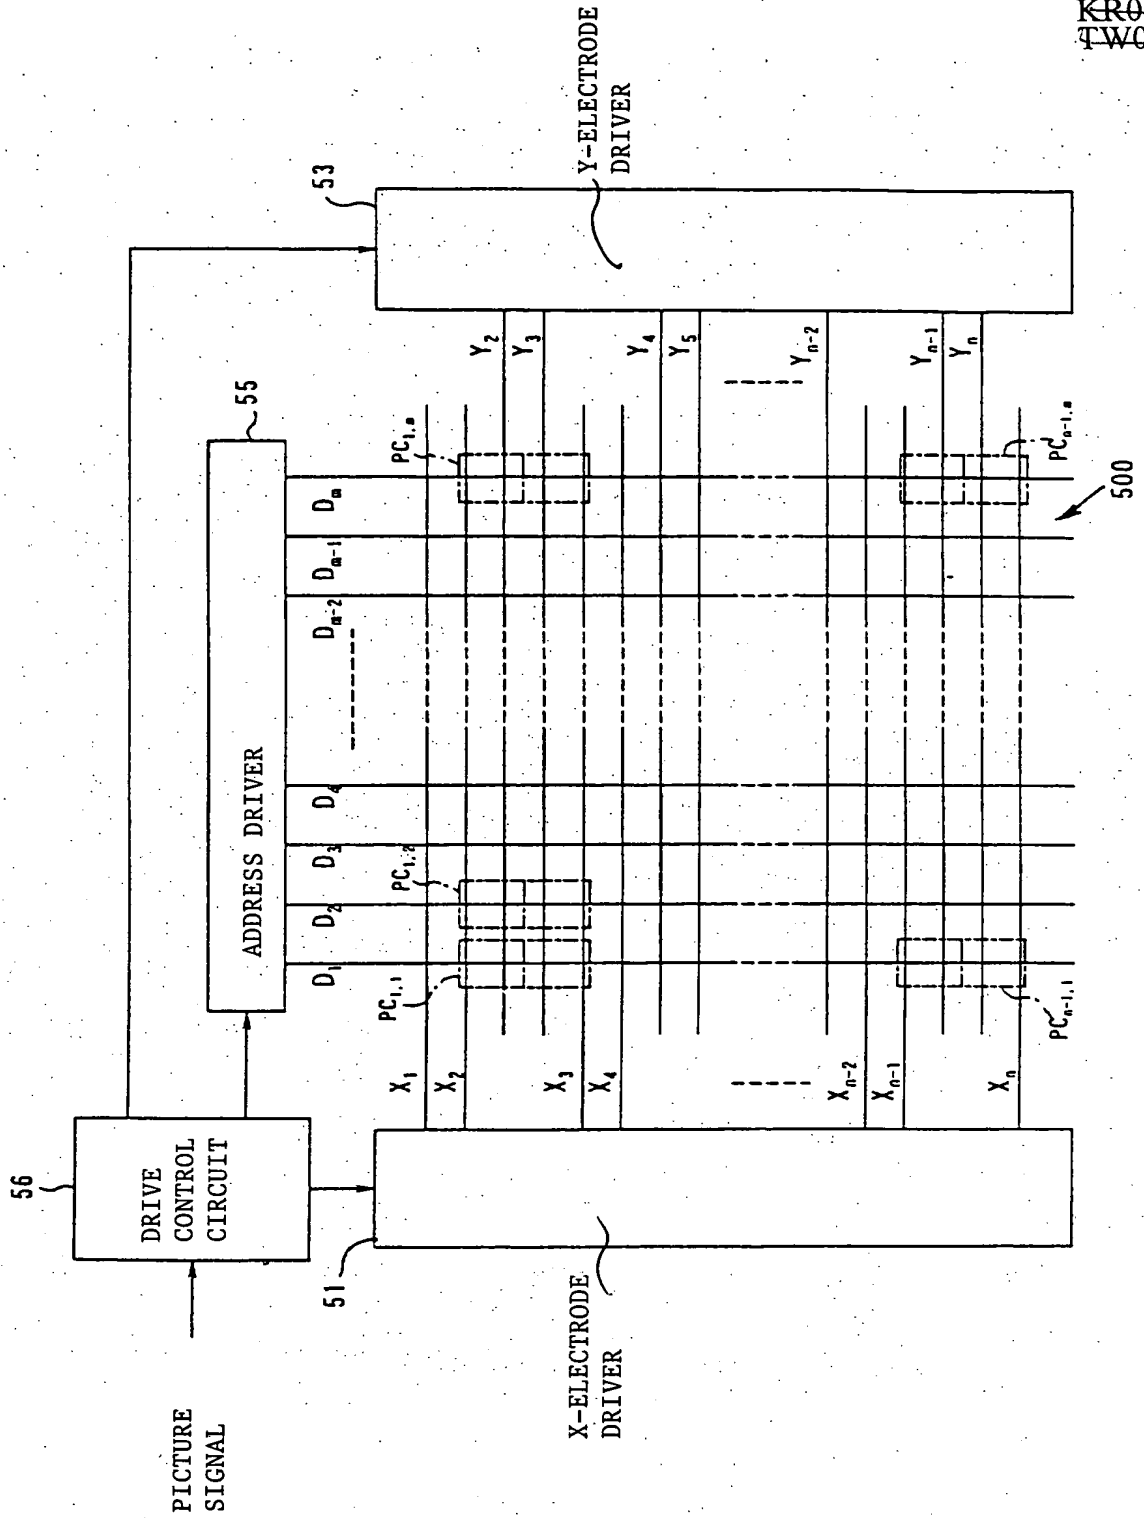 KR0
TW0
PICTURE
SIGNAL
56
DRIVE
CONTROL
CIRCUIT
ADDRESS DRIVER
55
53
Y-ELECTRODE
DRIVER
51
X-ELECTRODE
DRIVER
D1
D2
D3
D4
Dm-2
Dm-1
Dm
PC1,1
PC1,2
PC1,m
X1
X2
X3
X4
Xn-2
Xn-1
Xn
Y2
Y3
Y4
Y5
Yn-2
Yn-1
Yn
PCn-1,1
PCn-1,m
500